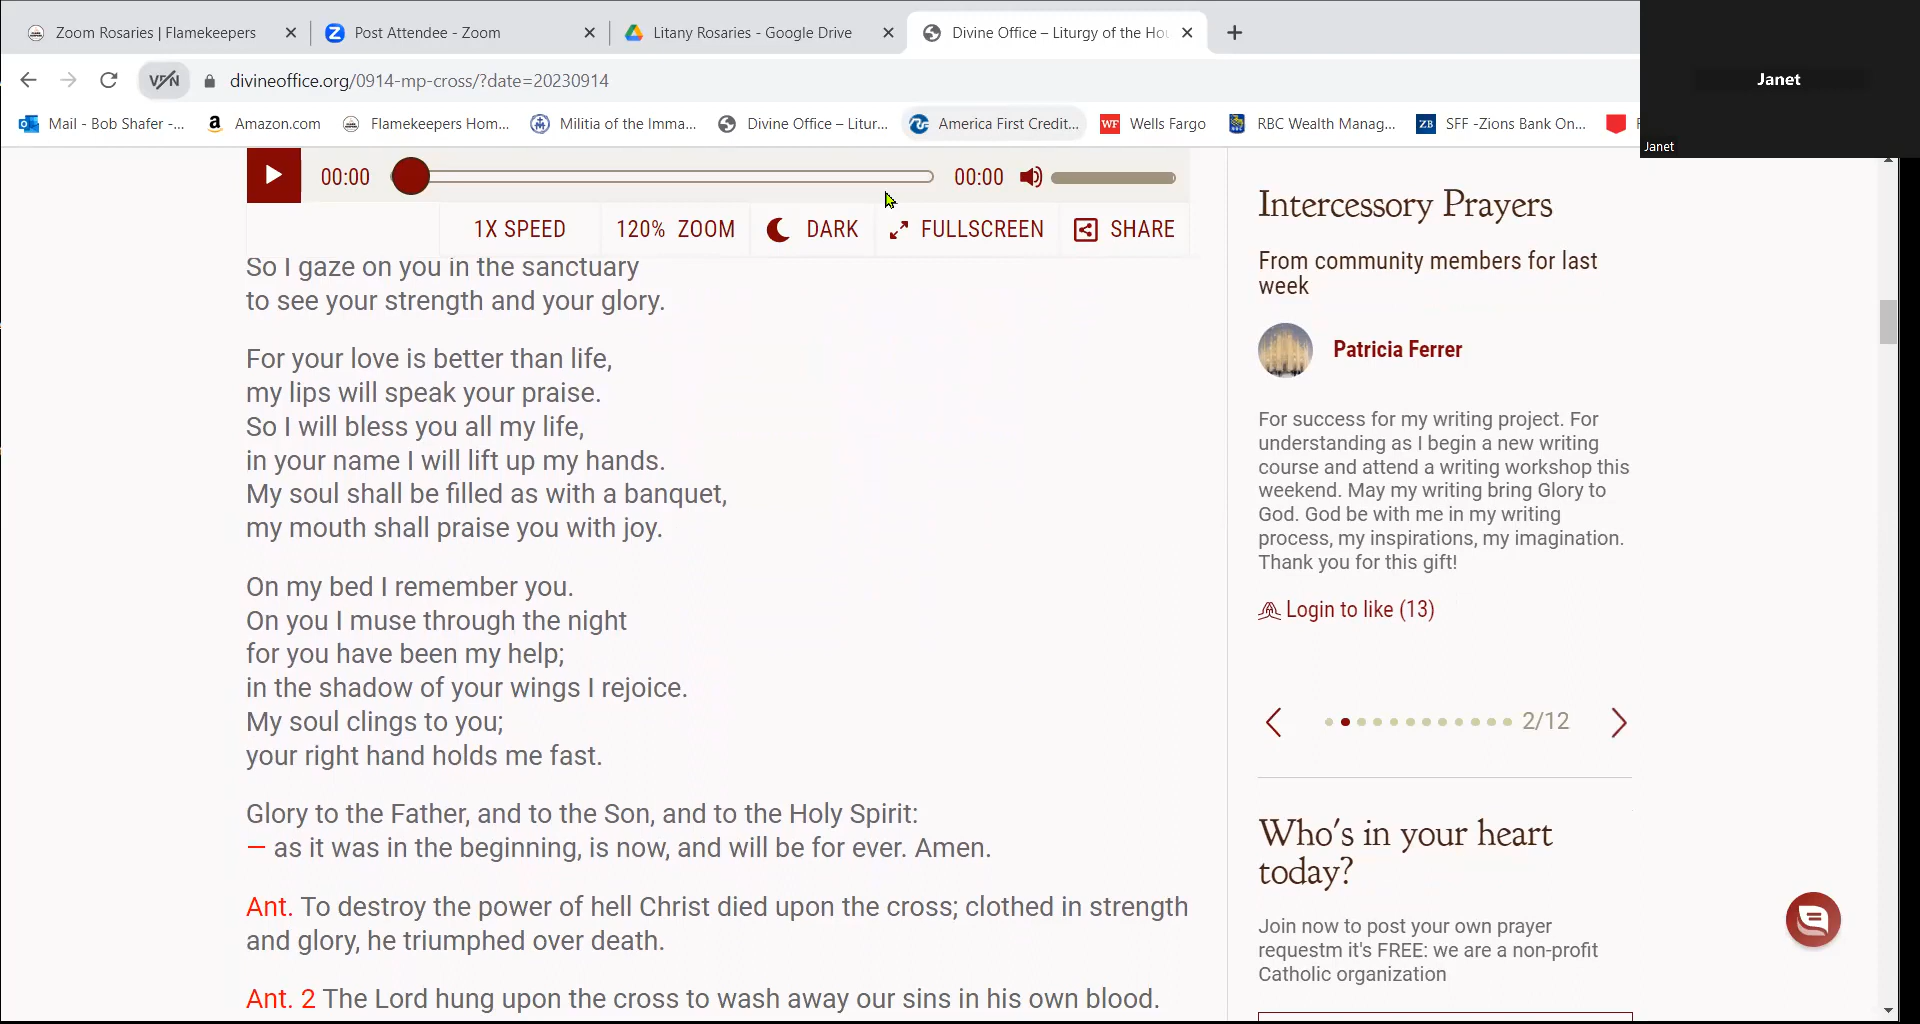 Zoom Rosaries | Flamekeepers
Post Attendee - Zoom
Litany Rosaries - Google Drive
Divine Office – Liturgy of the Hou
VPN
divineoffice.org/0914-mp-cross/?date=20230914
Mail - Bob Shafer -...
Amazon.com
Flamekeepers Hom...
Militia of the Imma...
Divine Office – Litur...
America First Credit...
WF Wells Fargo
RBC Wealth Manag...
ZB SFF -Zions Bank On...
Janet
Janet
00:00
00:00
1X SPEED
120% ZOOM
DARK
FULLSCREEN
SHARE
So I gaze on you in the sanctuary
to see your strength and your glory.
For your love is better than life,
my lips will speak your praise.
So I will bless you all my life,
in your name I will lift up my hands.
My soul shall be filled as with a banquet,
my mouth shall praise you with joy.
On my bed I remember you.
On you I muse through the night
for you have been my help;
in the shadow of your wings I rejoice.
My soul clings to you;
your right hand holds me fast.
Glory to the Father, and to the Son, and to the Holy Spirit:
— as it was in the beginning, is now, and will be for ever. Amen.
Ant. To destroy the power of hell Christ died upon the cross; clothed in strength
and glory, he triumphed over death.
Ant. 2 The Lord hung upon the cross to wash away our sins in his own blood.
Intercessory Prayers
From community members for last
week
Patricia Ferrer
For success for my writing project. For
understanding as I begin a new writing
course and attend a writing workshop this
weekend. May my writing bring Glory to
God. God be with me in my writing
process, my inspirations, my imagination.
Thank you for this gift!
Login to like (13)
2/12
Who's in your heart
today?
Join now to post your own prayer
requestm it's FREE: we are a non-profit
Catholic organization